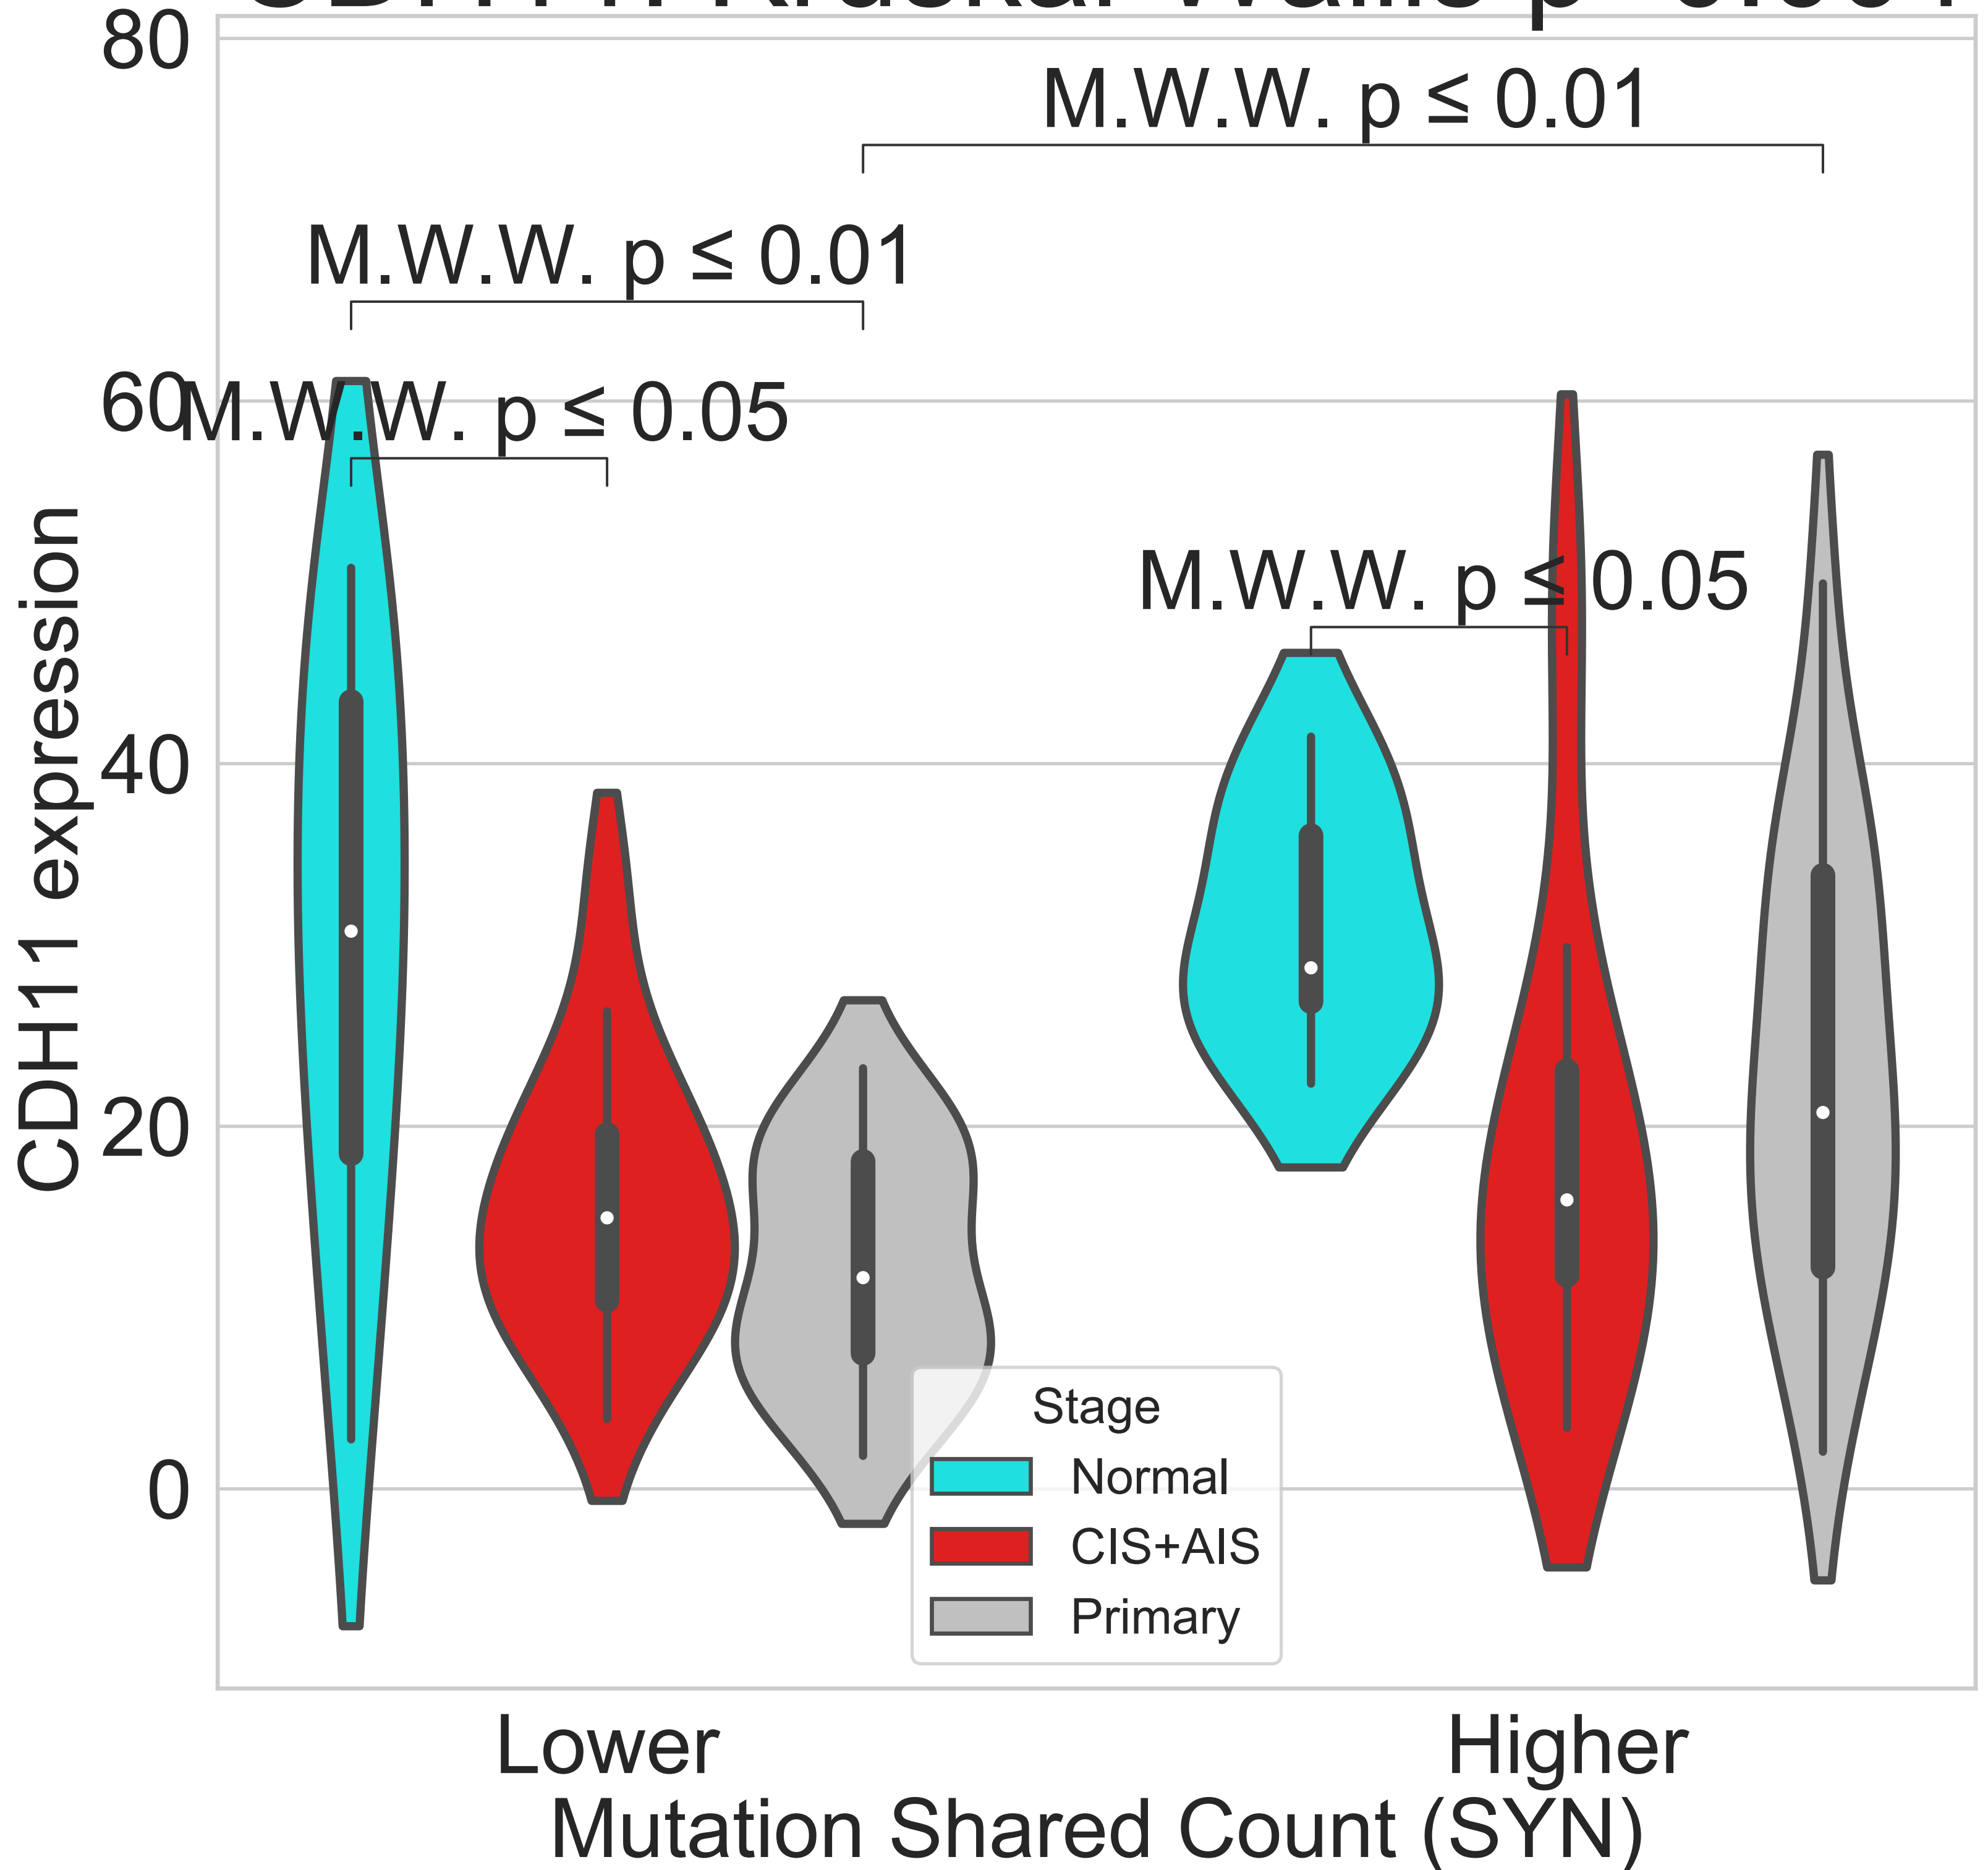 80
M.W.W. p ≤ 0.01
M.W.W. p ≤ 0.01
60
M.W.W. p ≤ 0.05
M.W.W. p ≤ 0.05
CDH11 expression
40
20
0
Stage
Normal
CIS+AIS
Primary
Lower
Higher
Mutation Shared Count (SYN)